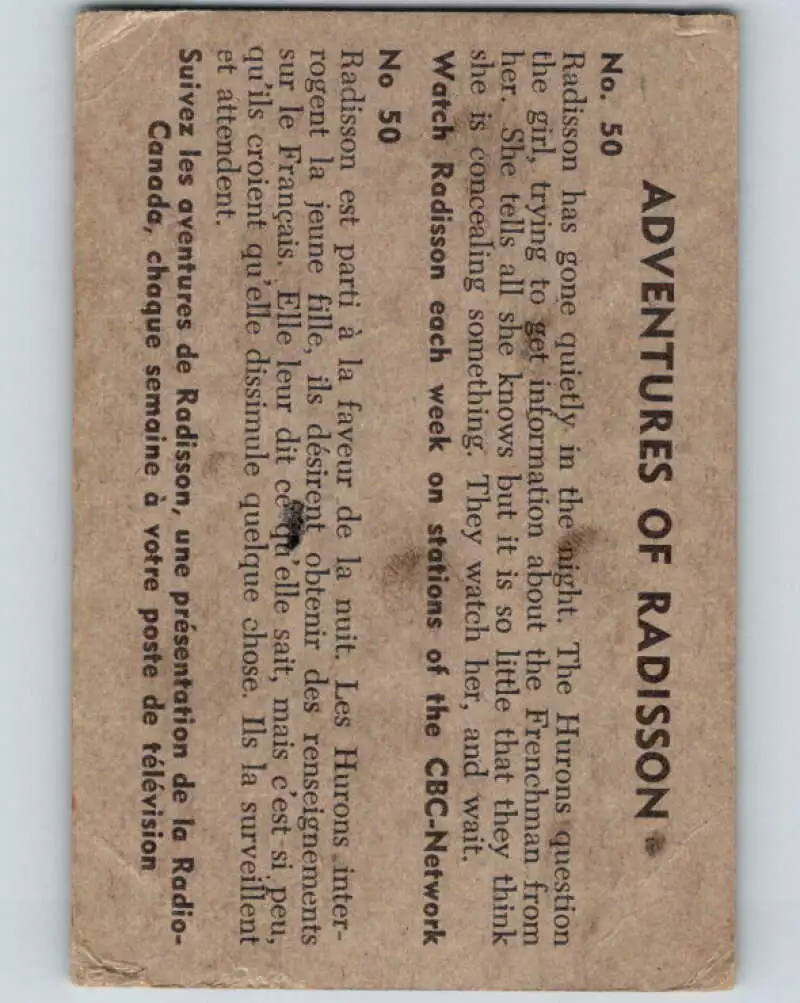 ADVENTURES OF RADISSON
No. 50
Radisson has gone quietly in the night. The Hurons question
the girl, trying to get information about the Frenchman from
her. She tells all she knows but it is so little that they think
she is concealing something. They watch her, and wait.
Watch Radisson each week on stations of the CBC-Network
No 50
Radisson est parti à la faveur de la nuit. Les Hurons inter-
rogent la jeune fille, ils désirent obtenir des renseignements
sur le Français. Elle leur dit ce qu'elle sait, mais c'est si peu,
qu'ils croient qu'elle dissimule quelque chose. Ils la surveillent
et attendent.
Suivez les aventures de Radisson, une présentation de la Radio-
Canada, chaque semaine à votre poste de télévision